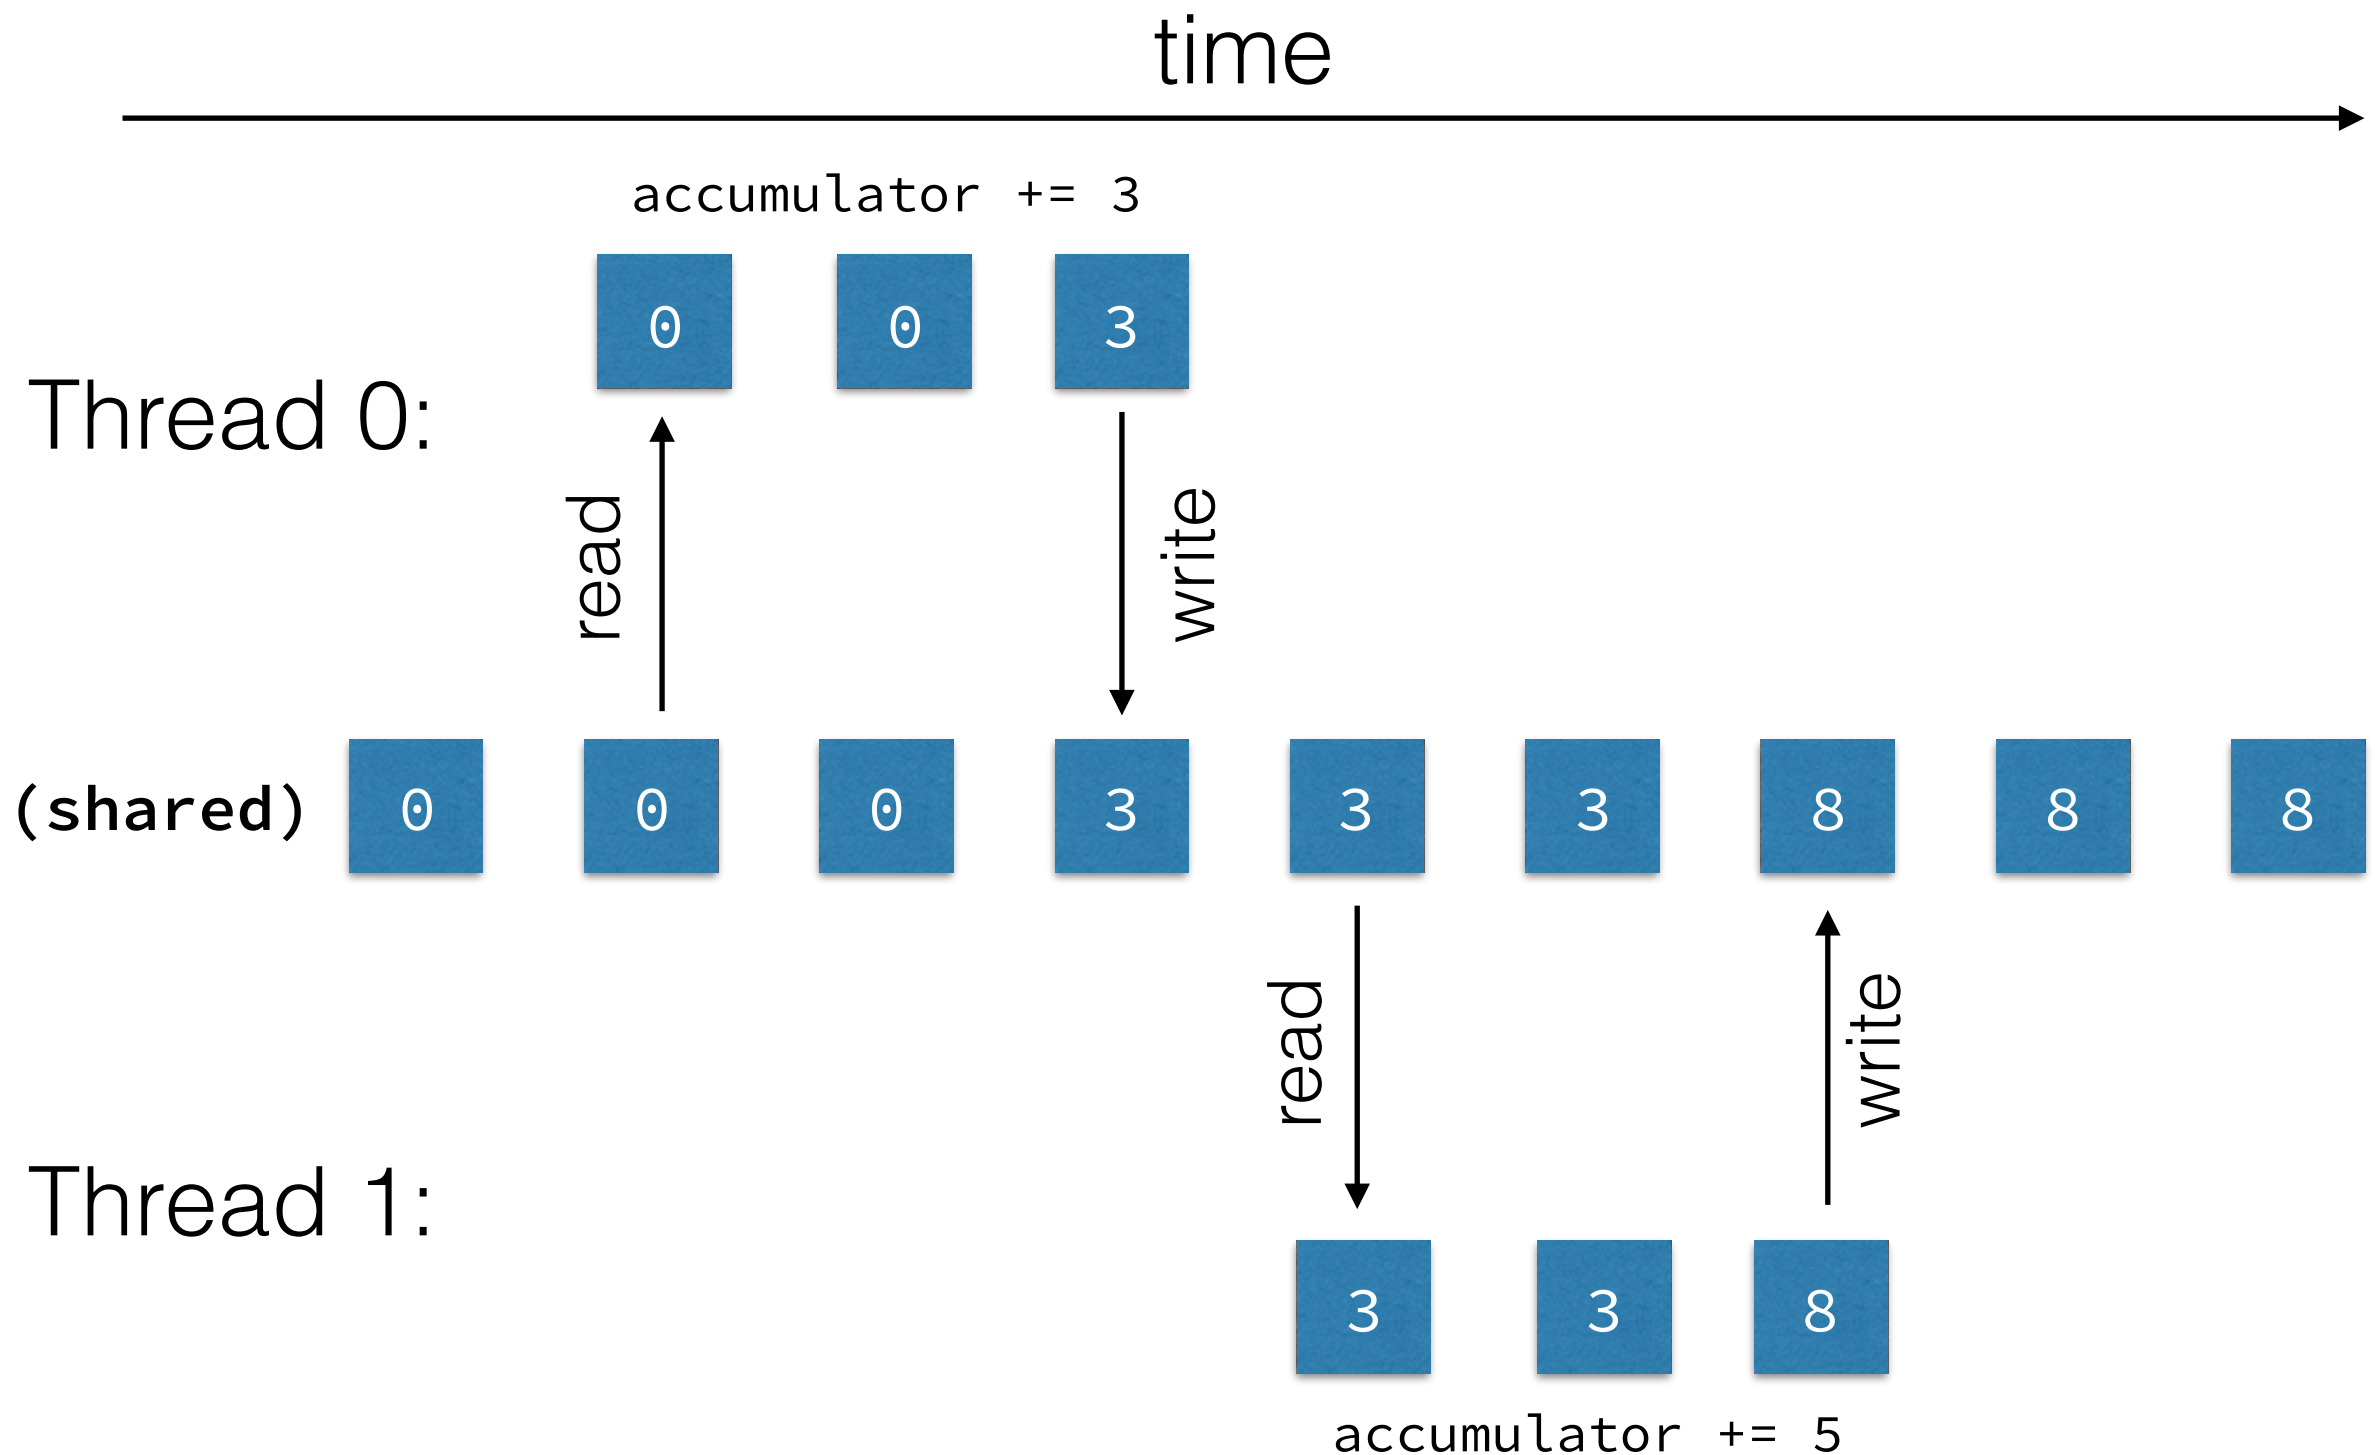 time
accumulator += 3
0 0 3
Thread 0:
read
write
(shared) 0 0 0 3 3 3 8 8 8
read
write
Thread 1:
3 3 8
accumulator += 5